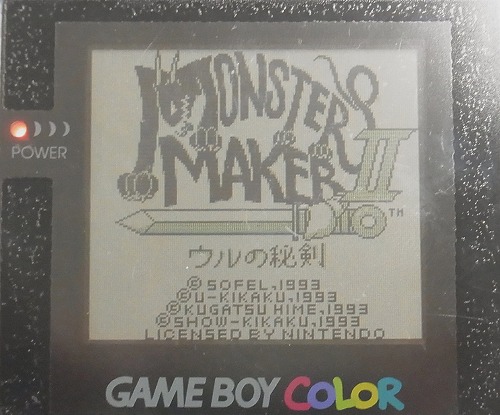 MONSTER
MAKER II ™
ウルの秘剣
©SOFEL,1993
©U-KIKAKU,1993
©KUGATSU HIME,1993
©SHOW-KIKAKU,1993
LICENSED BY NINTENDO
POWER
GAME BOY COLOR